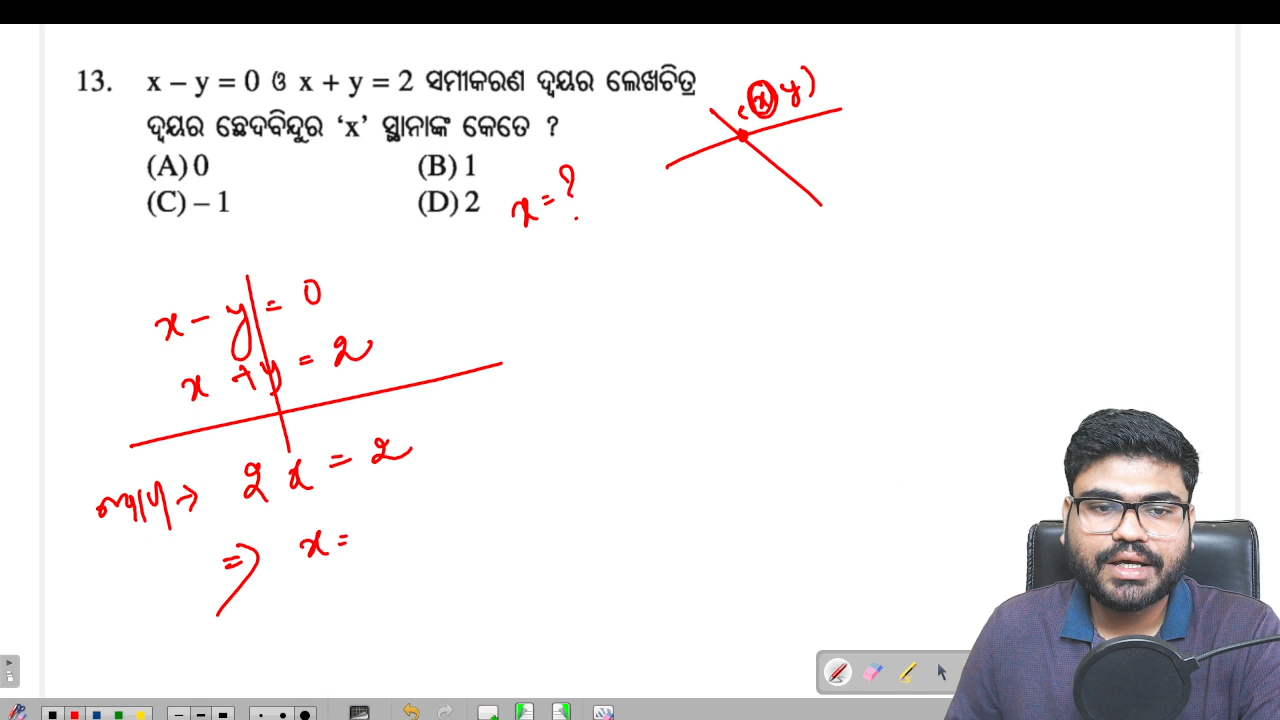 13. x – y = 0 ଓ x + y = 2 ସମୀକରଣ ଦ୍ୱୟର ଲେଖଚିତ୍ର
ଦ୍ୱୟର ଛେଦବିନ୍ଦୁର ‘x’ ସ୍ଥାନାଙ୍କ କେତେ ?
(A) 0 (B) 1
(C) – 1 (D) 2
(x, y)
x = ?
x - y = 0
x + y = 2
2x = 2
⇒ x =